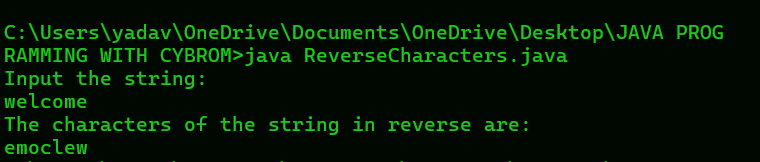 C:\Users\yadav\OneDrive\Documents\OneDrive\Desktop\JAVA PROG
RAMMING WITH CYBROM>java ReverseCharacters.java
Input the string:
welcome
The characters of the string in reverse are:
emoclew